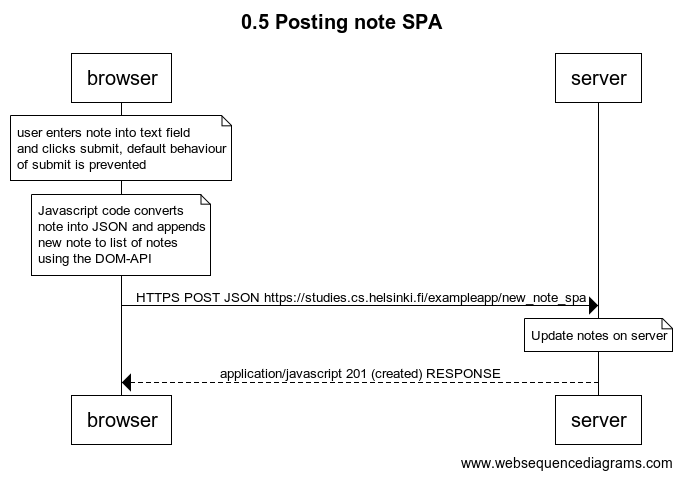 0.5 Posting note SPA
browser
server
user enters note into text field
and clicks submit, default behaviour
of submit is prevented
Javascript code converts
note into JSON and appends
new note to list of notes
using the DOM-API
HTTPS POST JSON https://studies.cs.helsinki.fi/exampleapp/new_note_spa
Update notes on server
application/javascript 201 (created) RESPONSE
browser
server
www.websequencediagrams.com